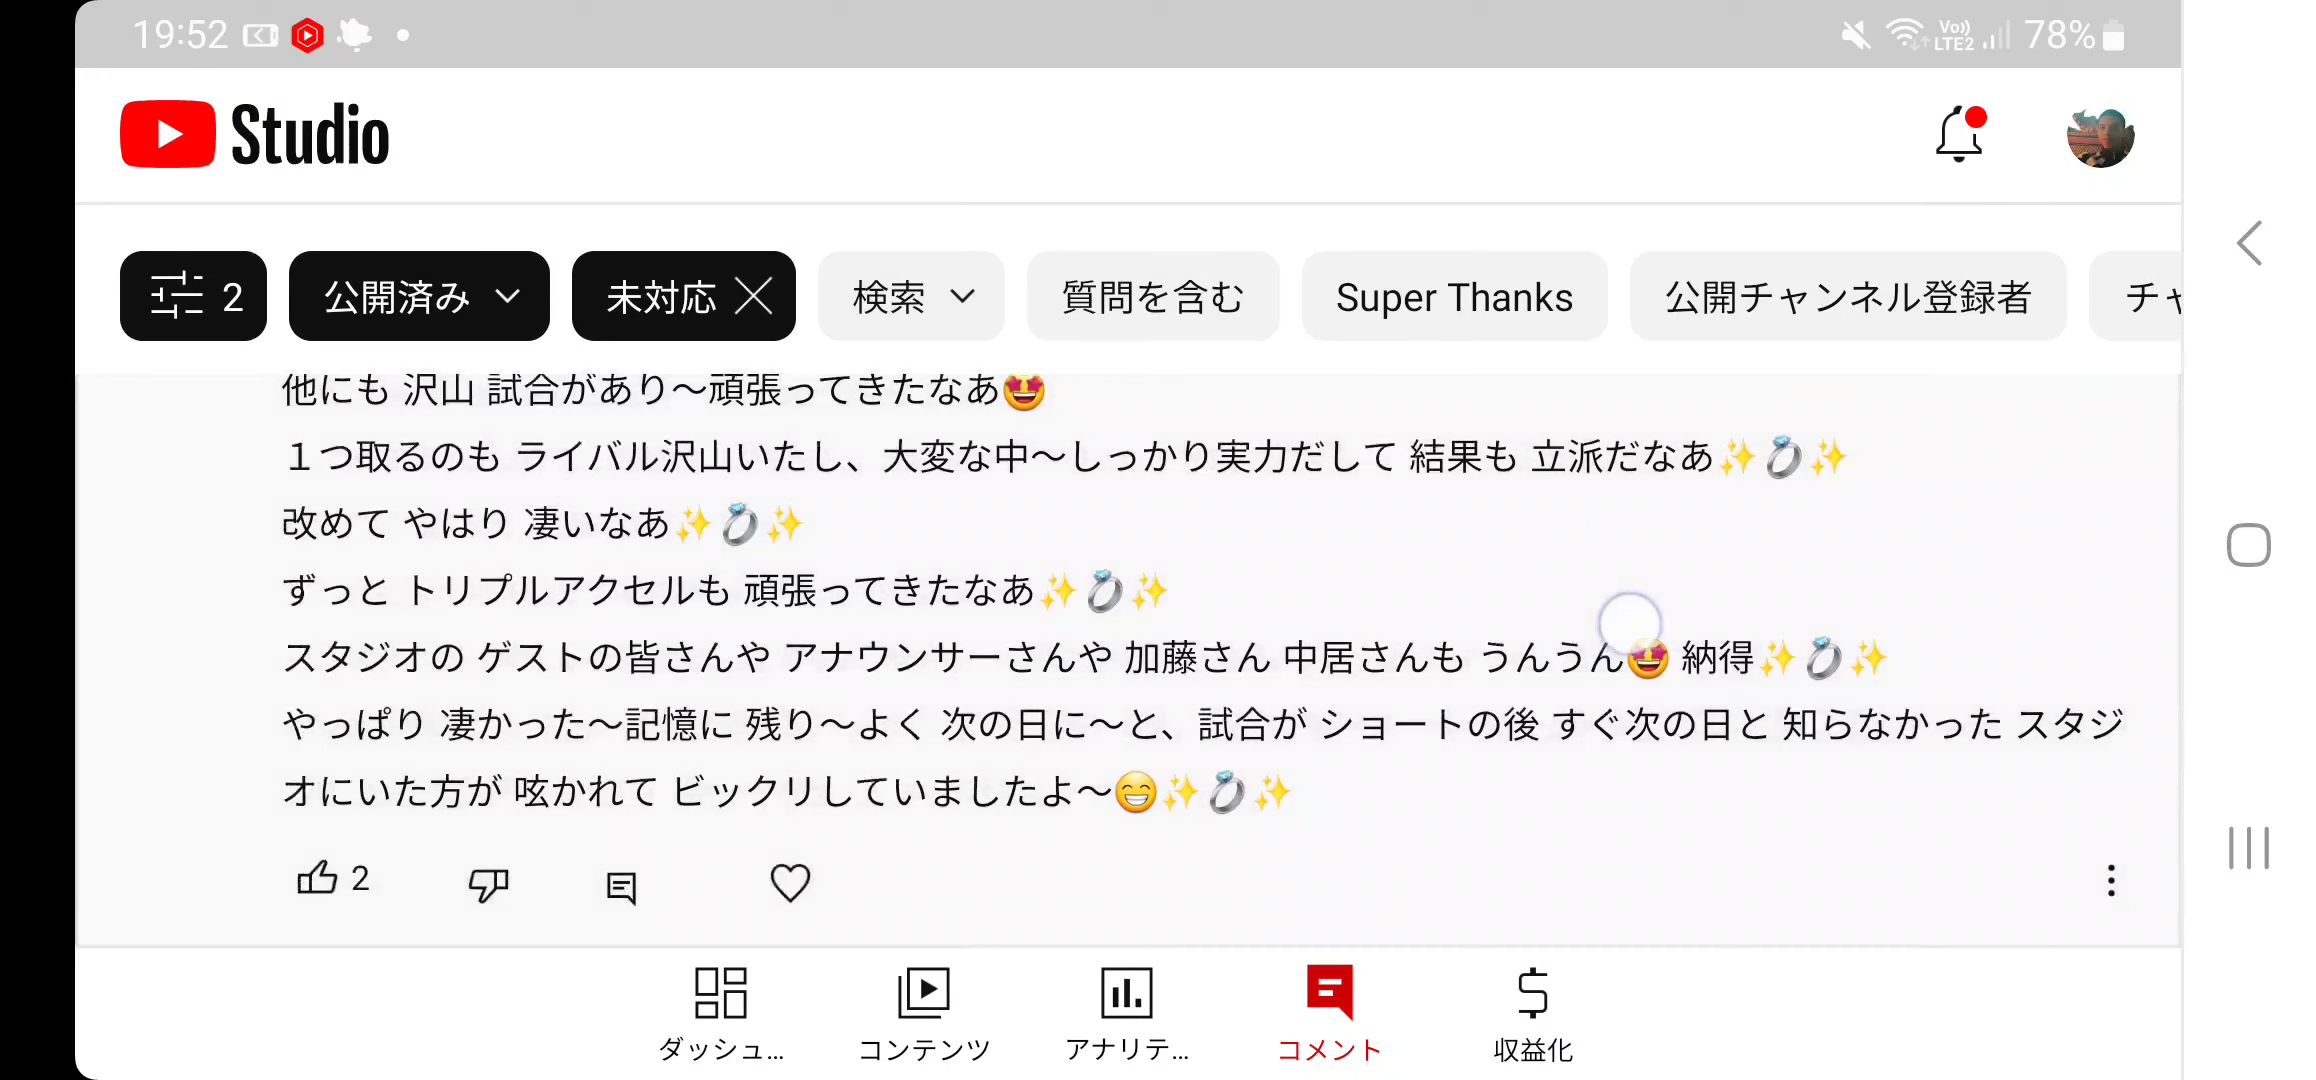 19:52
Vo)) LTE2 78%
Studio
2 公開済み 未対応 検索 質問を含む Super Thanks 公開チャンネル登録者 チャ
他にも 沢山 試合があり〜頑張ってきたなあ🤩
１つ取るのも ライバル沢山いたし、大変な中〜しっかり実力だして 結果も 立派だなあ✨💍✨
改めて やはり 凄いなあ✨💍✨
ずっと トリプルアクセルも 頑張ってきたなあ✨💍✨
スタジオの ゲストの皆さんや アナウンサーさんや 加藤さん 中居さんも うんうん🤩 納得✨💍✨
やっぱり 凄かった〜記憶に 残り〜よく 次の日に〜と、試合が ショートの後 すぐ次の日と 知らなかった スタジ
オにいた方が 呟かれて ビックリしていましたよ〜😁✨💍✨
2
ダッシュ... コンテンツ アナリテ... コメント 収益化